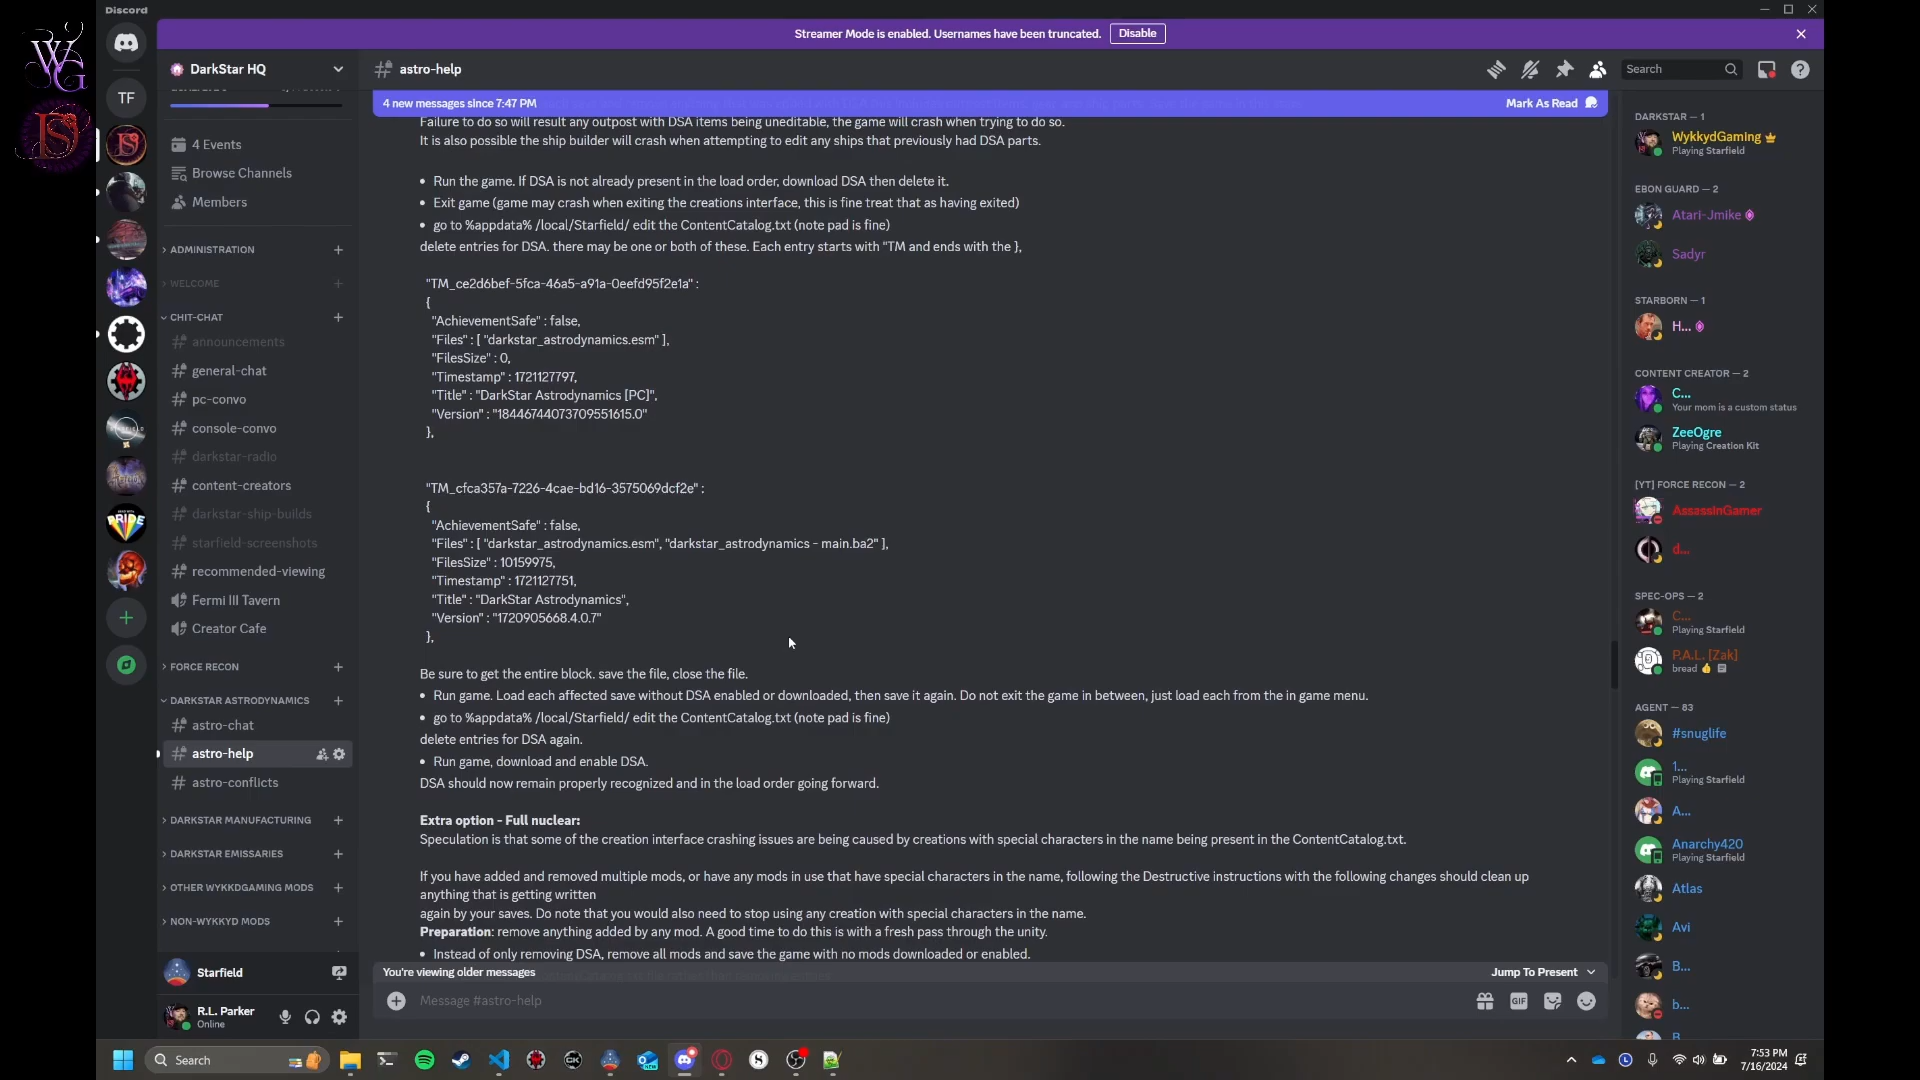 Discord
Streamer Mode is enabled. Usernames have been truncated.
Disable
DarkStar HQ
astro-help
Search
4 new messages since 7:47 PM
Mark As Read
4 Events
Browse Channels
Members
ADMINISTRATION
WELCOME
CHIT-CHAT
announcements
general-chat
pc-convo
console-convo
darkstar-radio
content-creators
darkstar-ship-builds
starfield-screenshots
recommended-viewing
Fermi III Tavern
Creator Cafe
FORCE RECON
DARKSTAR ASTRODYNAMICS
astro-chat
astro-help
astro-conflicts
DARKSTAR MANUFACTURING
DARKSTAR EMISSARIES
OTHER WYKKDGAMING MODS
NON-WYKKYD MODS
Starfield
R.L. Parker
Online
TF
PRIDE
Failure to do so will result any outpost with DSA items being uneditable, the game will crash when trying to do so.
It is also possible the ship builder will crash when attempting to edit any ships that previously had DSA parts.
• Run the game. If DSA is not already present in the load order, download DSA then delete it.
• Exit game (game may crash when exiting the creations interface, this is fine treat that as having exited)
• go to %appdata% /local/Starfield/ edit the ContentCatalog.txt (note pad is fine)
delete entries for DSA. there may be one or both of these. Each entry starts with "TM and ends with the },
"TM_ce2d6bef-5fca-46a5-a91a-0eefd95f2e1a" :
{
"AchievementSafe" : false,
"Files" : [ "darkstar_astrodynamics.esm" ],
"FilesSize" : 0,
"Timestamp" : 1721127797,
"Title" : "DarkStar Astrodynamics [PC]",
"Version" : "18446744073709551615.0"
},
"TM_cfca357a-7226-4cae-bd16-3575069dcf2e" :
{
"AchievementSafe" : false,
"Files" : [ "darkstar_astrodynamics.esm", "darkstar_astrodynamics - main.ba2" ],
"FilesSize" : 10159975,
"Timestamp" : 1721127751,
"Title" : "DarkStar Astrodynamics",
"Version" : "1720905668.4.0.7"
},
Be sure to get the entire block. save the file, close the file.
• Run game. Load each affected save without DSA enabled or downloaded, then save it again. Do not exit the game in between, just load each from the in game menu.
• go to %appdata% /local/Starfield/ edit the ContentCatalog.txt (note pad is fine)
delete entries for DSA again.
• Run game, download and enable DSA.
DSA should now remain properly recognized and in the load order going forward.
Extra option - Full nuclear:
Speculation is that some of the creation interface crashing issues are being caused by creations with special characters in the name being present in the ContentCatalog.txt.
If you have added and removed multiple mods, or have any mods in use that have special characters in the name, following the Destructive instructions with the following changes should clean up
anything that is getting written
again by your saves. Do note that you would also need to stop using any creation with special characters in the name.
Preparation: remove anything added by any mod. A good time to do this is with a fresh pass through the unity.
• Instead of only removing DSA, remove all mods and save the game with no mods downloaded or enabled.
You're viewing older messages
Jump To Present
Message #astro-help
GIF
DARKSTAR — 1
WykkydGaming
Playing Starfield
EBON GUARD — 2
Atari-Jmike
Sadyr
STARBORN — 1
H...
CONTENT CREATOR — 2
C...
Your mom is a custom status
ZeeOgre
Playing Creation Kit
[YT] FORCE RECON — 2
AssassinGamer
d...
SPEC-OPS — 2
C...
Playing Starfield
P.A.L. [Zak]
bread
AGENT — 83
#snuglife
1...
Playing Starfield
A...
Anarchy420
Playing Starfield
Atlas
Avi
B...
b...
B
Search
7:53 PM
7/16/2024